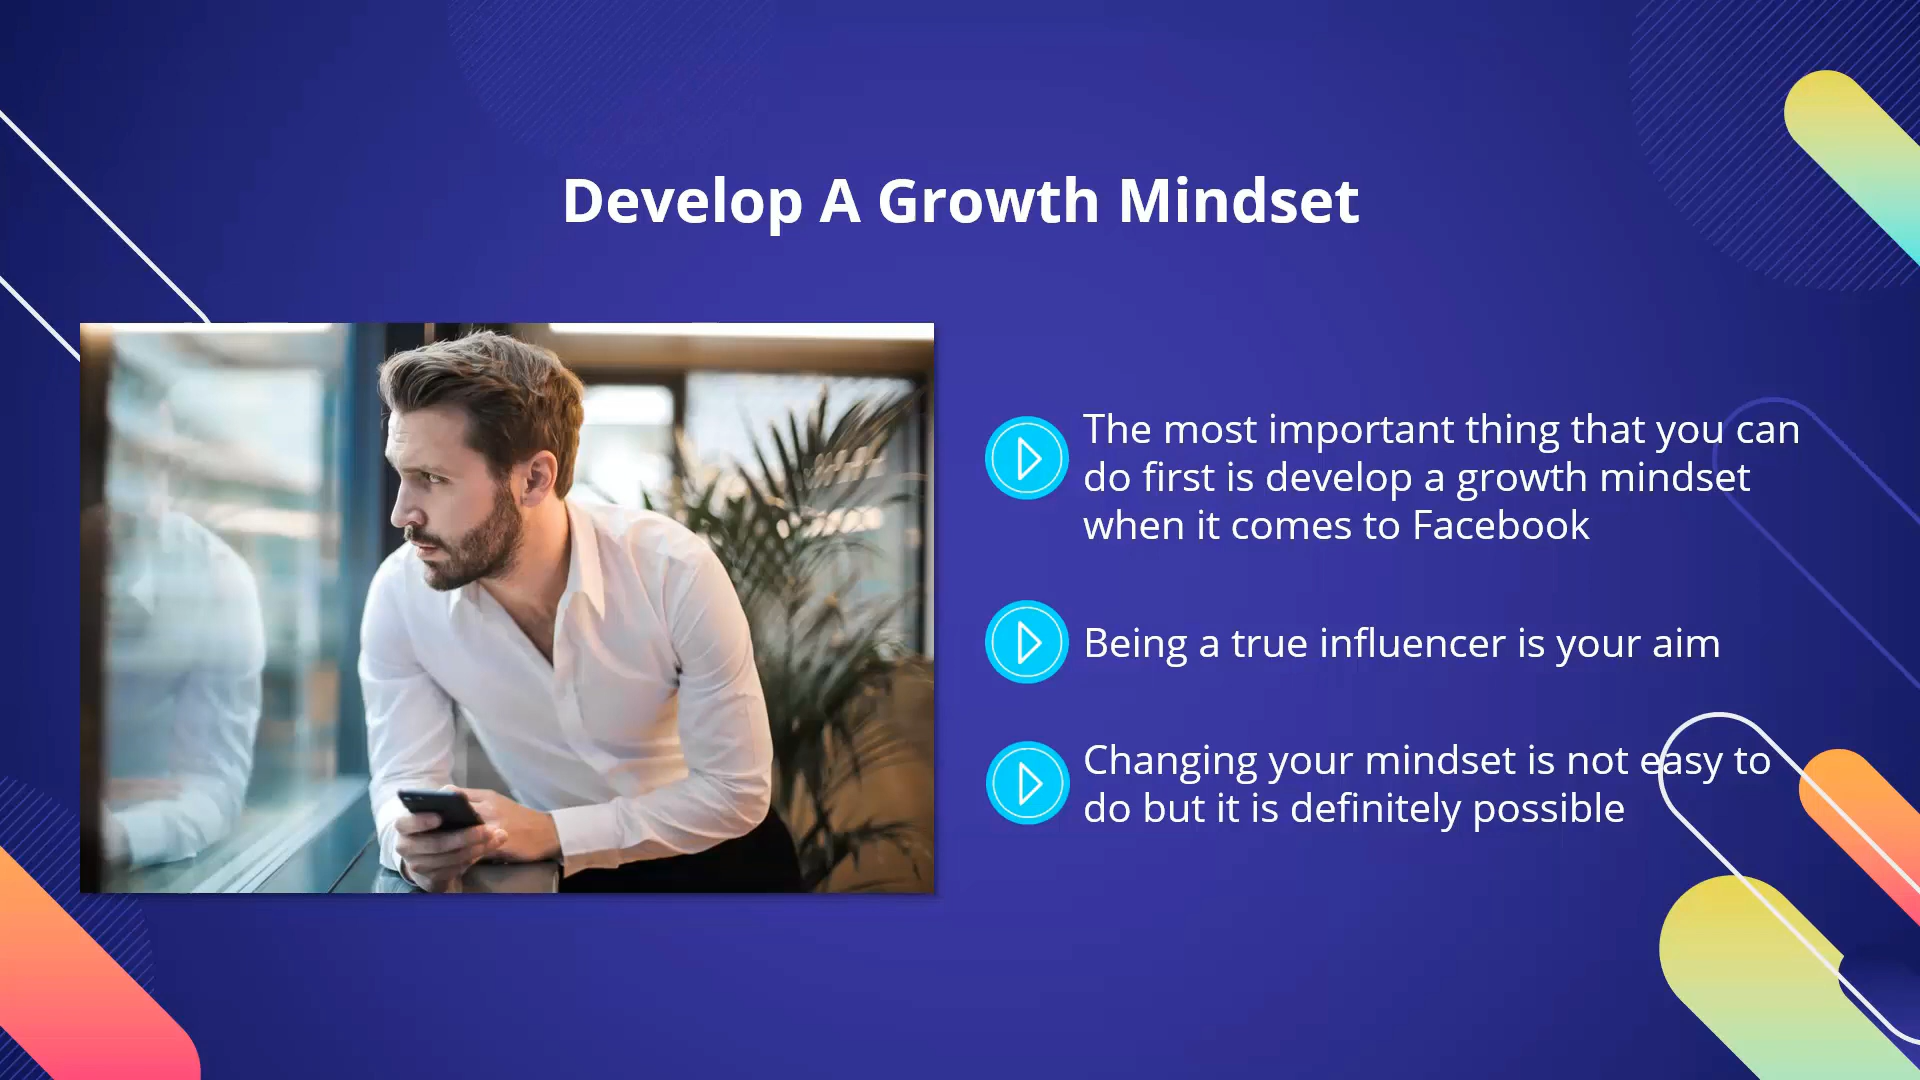 Develop A Growth Mindset
The most important thing that you can
do first is develop a growth mindset
when it comes to Facebook
Being a true influencer is your aim
Changing your mindset is not easy to
do but it is definitely possible